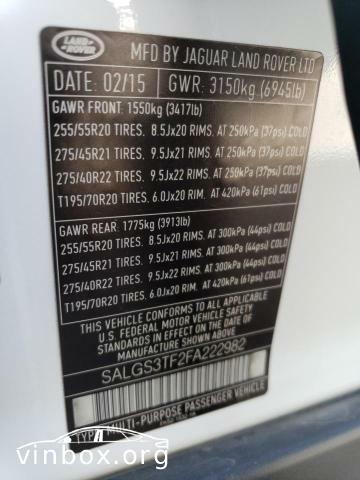 LAND ROVER
MFD BY JAGUAR LAND ROVER LTD
DATE: 02/15 GWR: 3150kg (6945lb)
GAWR FRONT: 1550kg (3417lb)
255/55R20 TIRES. 8.5Jx20 RIMS. AT 250kPa (37psi) COLD
275/45R21 TIRES. 9.5Jx21 RIMS. AT 250kPa (37psi) COLD
275/40R22 TIRES. 9.5Jx22 RIMS. AT 250kPa (37psi) COLD
T195/70R20 TIRES. 6.0Jx20 RIMS. AT 420kPa (61psi) COLD
GAWR REAR: 1775kg (3913lb)
255/55R20 TIRES. 8.5Jx20 RIMS. AT 300kPa (44psi) COLD
275/45R21 TIRES. 9.5Jx21 RIMS. AT 300kPa (44psi) COLD
275/40R22 TIRES. 9.5Jx22 RIMS. AT 300kPa (44psi) COLD
T195/70R20 TIRES. 6.0Jx20 RIMS. AT 420kPa (61psi) COLD
THIS VEHICLE CONFORMS TO ALL APPLICABLE
U.S. FEDERAL MOTOR VEHICLE SAFETY
AND THEFT PREVENTION STANDARDS IN
EFFECT ON THE DATE OF MANUFACTURE
SHOWN ABOVE.
SALGS3TF2FA222982
TYPE: MULTI-PURPOSE PASSENGER VEHICLE
vinbox.org